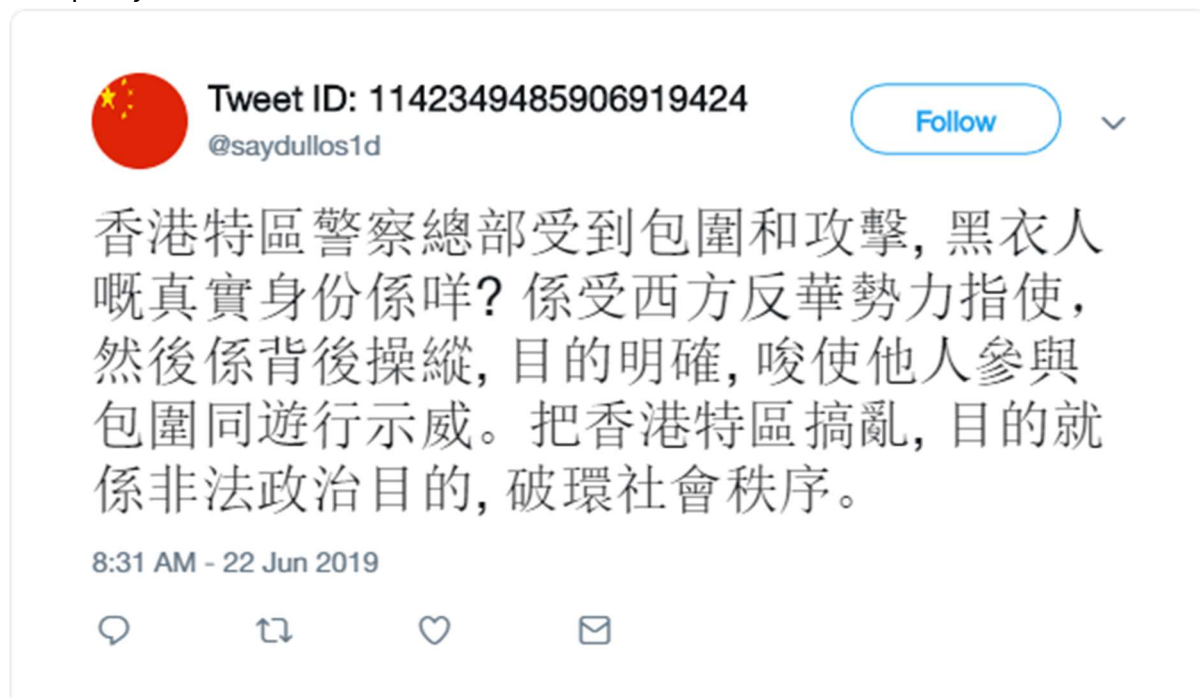 Tweet ID: 1142349485906919424
@saydullos1d
Follow
香港特區警察總部受到包圍和攻擊, 黑衣人
嘅真實身份係咩? 係受西方反華勢力指使，
然後係背後操縱, 目的明確, 唆使他人參與
包圍同遊行示威。把香港特區搞亂, 目的就
係非法政治目的, 破環社會秩序。
8:31 AM - 22 Jun 2019